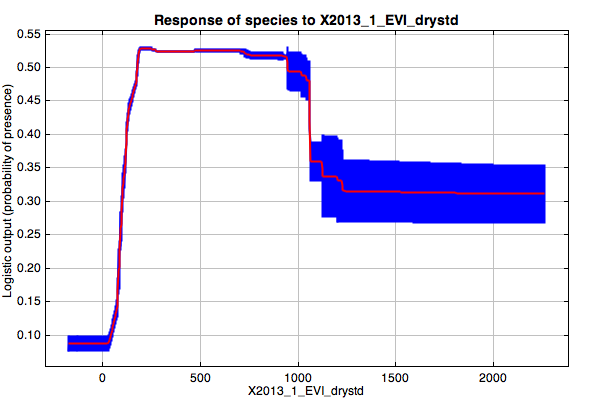 Response of species to X2013_1_EVI_drystd
Logistic output (probability of presence)
0.55
0.50
0.45
0.40
0.35
0.30
0.25
0.20
0.15
0.10
0 500 1000 1500 2000
X2013_1_EVI_drystd